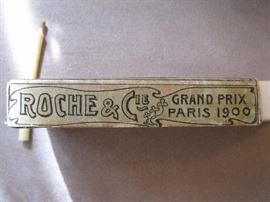 ROCHE & CIE
GRAND PRIX
PARIS 1900